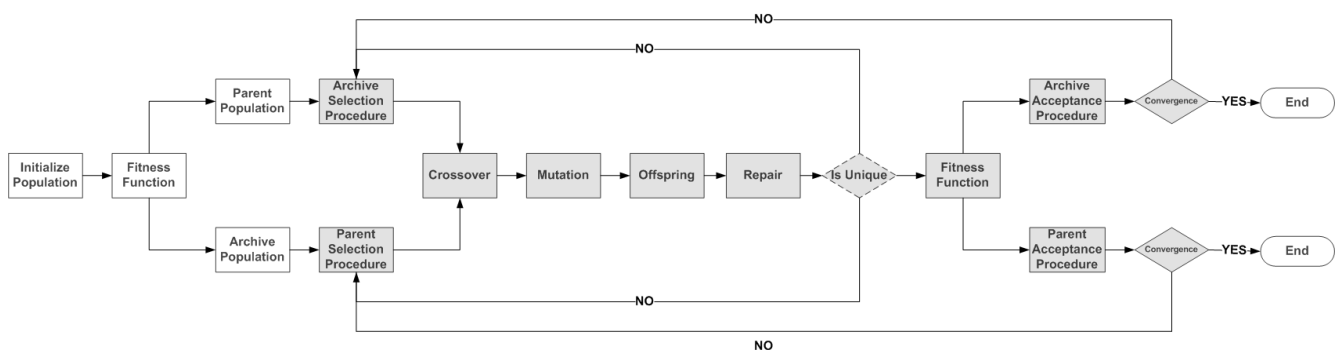 NO
NO
Parent
Population
Archive
Selection
Procedure
Archive
Acceptance
Procedure
Convergence
YES
End
Initialize
Population
Fitness
Function
Crossover
Mutation
Offspring
Repair
Is Unique
Fitness
Function
Archive
Population
Parent
Selection
Procedure
Parent
Acceptance
Procedure
Convergence
YES
End
NO
NO